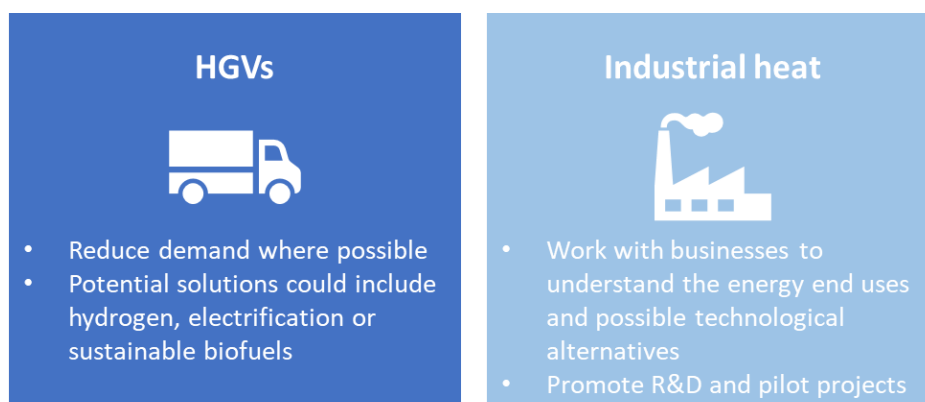 HGVs
• Reduce demand where possible
• Potential solutions could include
hydrogen, electrification or
sustainable biofuels
Industrial heat
• Work with businesses to
understand the energy end uses
and possible technological
alternatives
• Promote R&D and pilot projects